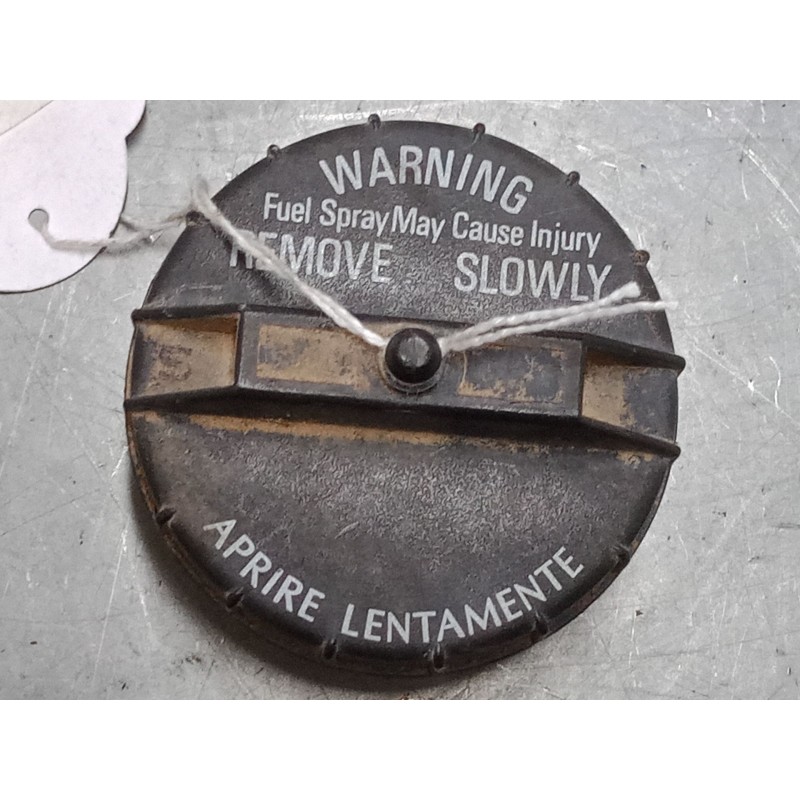 WARNING
Fuel Spray May Cause Injury
REMOVE SLOWLY
APRIRE LENTAMENTE